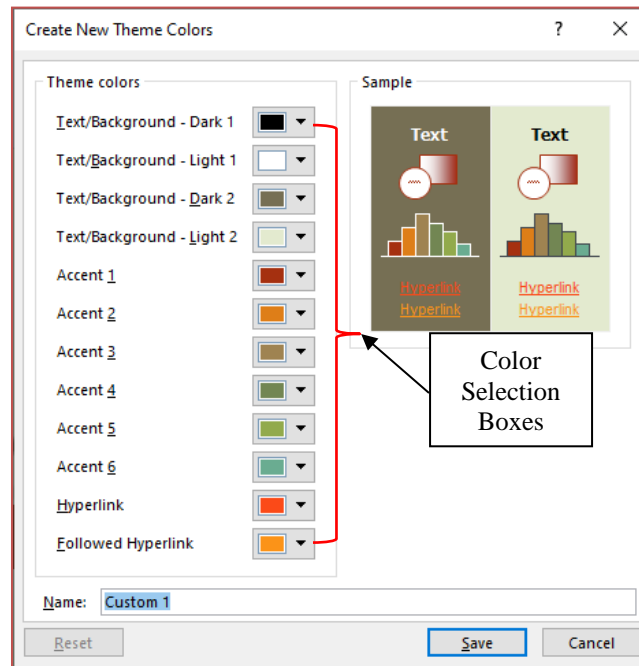 Create New Theme Colors ?
Theme colors
Text/Background - Dark 1
Text/Background - Light 1
Text/Background - Dark 2
Text/Background - Light 2
Accent 1
Accent 2
Accent 3
Accent 4
Accent 5
Accent 6
Hyperlink
Followed Hyperlink
Sample
Text Text
Hyperlink Hyperlink
Hyperlink Hyperlink
Color
Selection
Boxes
Name: Custom 1
Reset Save Cancel